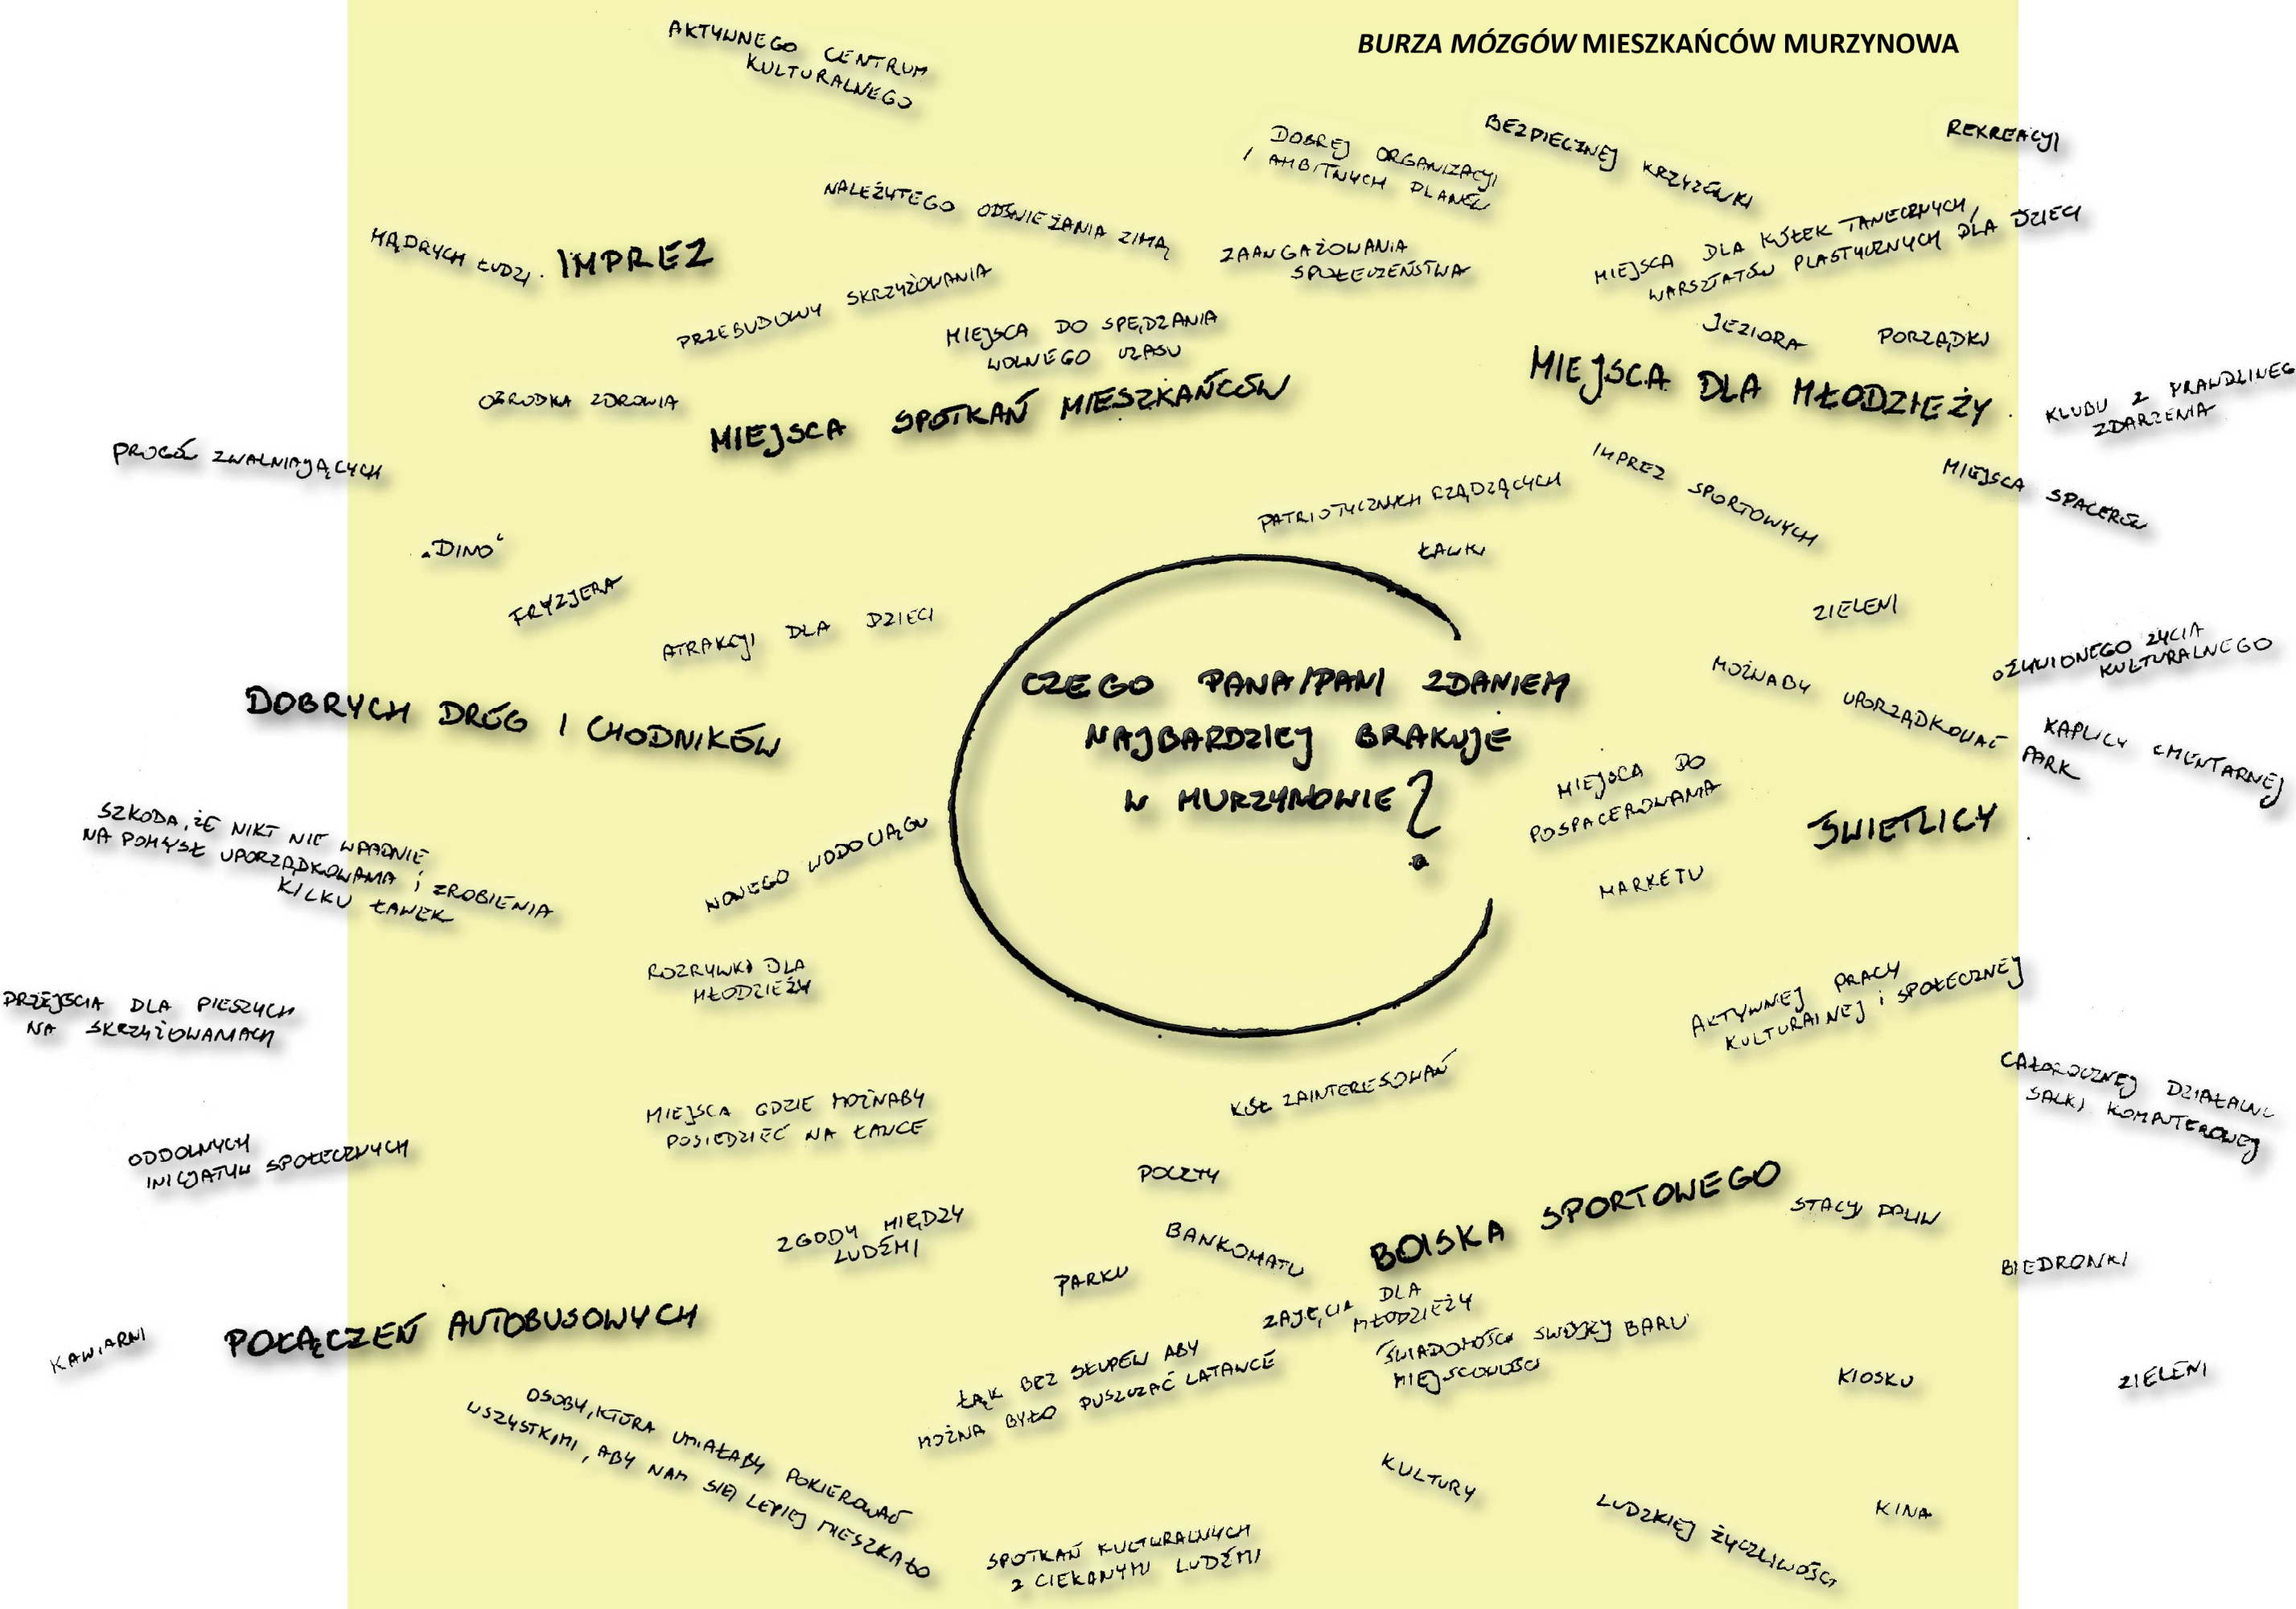 BURZA MÓZGÓW MIESZKAŃCÓW MURZYNOWA
AKTYWNEGO CENTRUM
KULTURALNEGO
DOBREJ ORGANIZACJI
I AMBITNYCH PLANÓW
BEZPIECZNEJ KRZYŻÓWKI
REKREACJI
NALEŻYTEGO ODŚNIEŻANIA ZIMĄ
MĄDRYCH ŁUDZI
IMPREZ
ZAANGAŻOWANIA
SPOŁECZEŃSTWA
MIEJSCA DLA KÓŁEK TANECZNYCH,
WARSZTATÓW PLASTYCZNYCH DLA DZIECI
PRZEBUDOWY SKRZYŻOWANIA
MIEJSCA DO SPĘDZANIA
WOLNEGO CZASU
JEZIORA
PORZĄDKU
OŚRODKA ZDROWIA
MIEJSCA SPOTKAŃ MIESZKAŃCÓW
MIEJSCA DLA MŁODZIEŻY
KLUBU Z PRAWDZIWEG
ZDARZENIA
PROGÓW ZWALNIAJĄCYCH
IMPREZ SPORTOWYCH
MIEJSCA SPACERÓW
PATRIOTYCZNYCH RZĄDZĄCYCH
„DINO“
ŁAWKI
FRYZJERA
ATRAKCJI DLA DZIECI
ZIELENI
OŻYWIONEGO ŻYCIA
KULTURALNEGO
MOŻNABY UPORZĄDKOWAĆ PARK
DOBRYCH DRÓG I CHODNIKÓW
CZEGO PANA/PANI ZDANIEM
NAJBARDZIEJ BRAKUJE
W MURZYNOWIE?
KAPLICY CMENTARNEJ
MIEJSCA DO
POSPACEROWANIA
ŚWIETLICY
SZKODA, ŻE NIKT NIE WPADNIE
NA POMYSŁ UPORZĄDKOWANIA i ZROBIENIA
KILKU ŁAWEK
NOWEGO WODOCIĄGU
MARKETU
ROZRYWKI DLA
MŁODZIEŻY
AKTYWNEJ PRACY
KULTURALNEJ i SPOŁECZNEJ
PRZEJŚCIA DLA PIESZYCH
NA SKRZYŻOWANIACH
KÓŁ ZAINTERESOWAŃ
CAŁOROCZNEJ DZIAŁALN
SALKI KOMPUTEROWEJ
MIEJSCA GDZIE MOŻNABY
POSIEDZIEĆ NA ŁAWCE
ODDOLNYCH
INICJATYW SPOŁECZNYCH
POCZTY
ZGODY MIĘDZY
LUDŹMI
BANKOMATU
BOISKA SPORTOWEGO
STACJI PALIW
PARKU
BIEDRONKI
ZAJĘCIA DLA
MŁODZIEŻY
KAWIARNI
POŁĄCZEŃ AUTOBUSOWYCH
ŚWIADOMOŚCI SWOJEJ
MIEJSCOWOŚCI
BARU
ŁĄK BEZ SŁUPÓW ABY
MOŻNA BYŁO PUSZCZAĆ LATAWCE
KIOSKU
ZIELENI
OSOBY, KTÓRA UMIAŁABY POKIEROWAĆ
WSZYSTKIMI, ABY NAM SIĘ LEPIEJ MIESZKAŁO
KULTURY
LUDZKIEJ ŻYCZLIWOŚCI
KINA
SPOTKAŃ KULTURALNYCH
Z CIEKAWYMI LUDŹMI